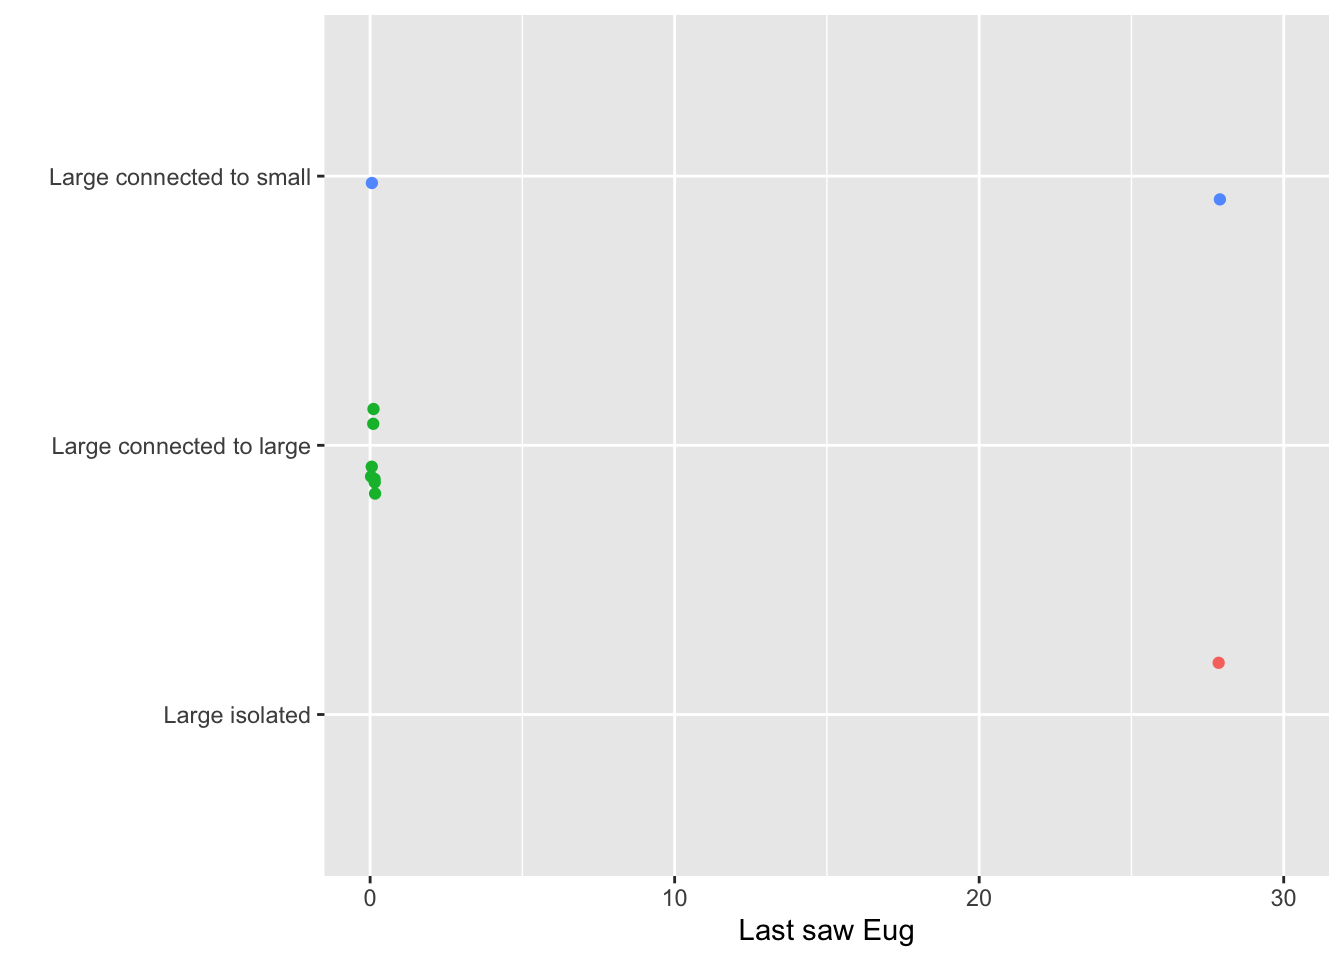 Large connected to small
Large connected to large
Large isolated
0 10 20 30
Last saw Eug